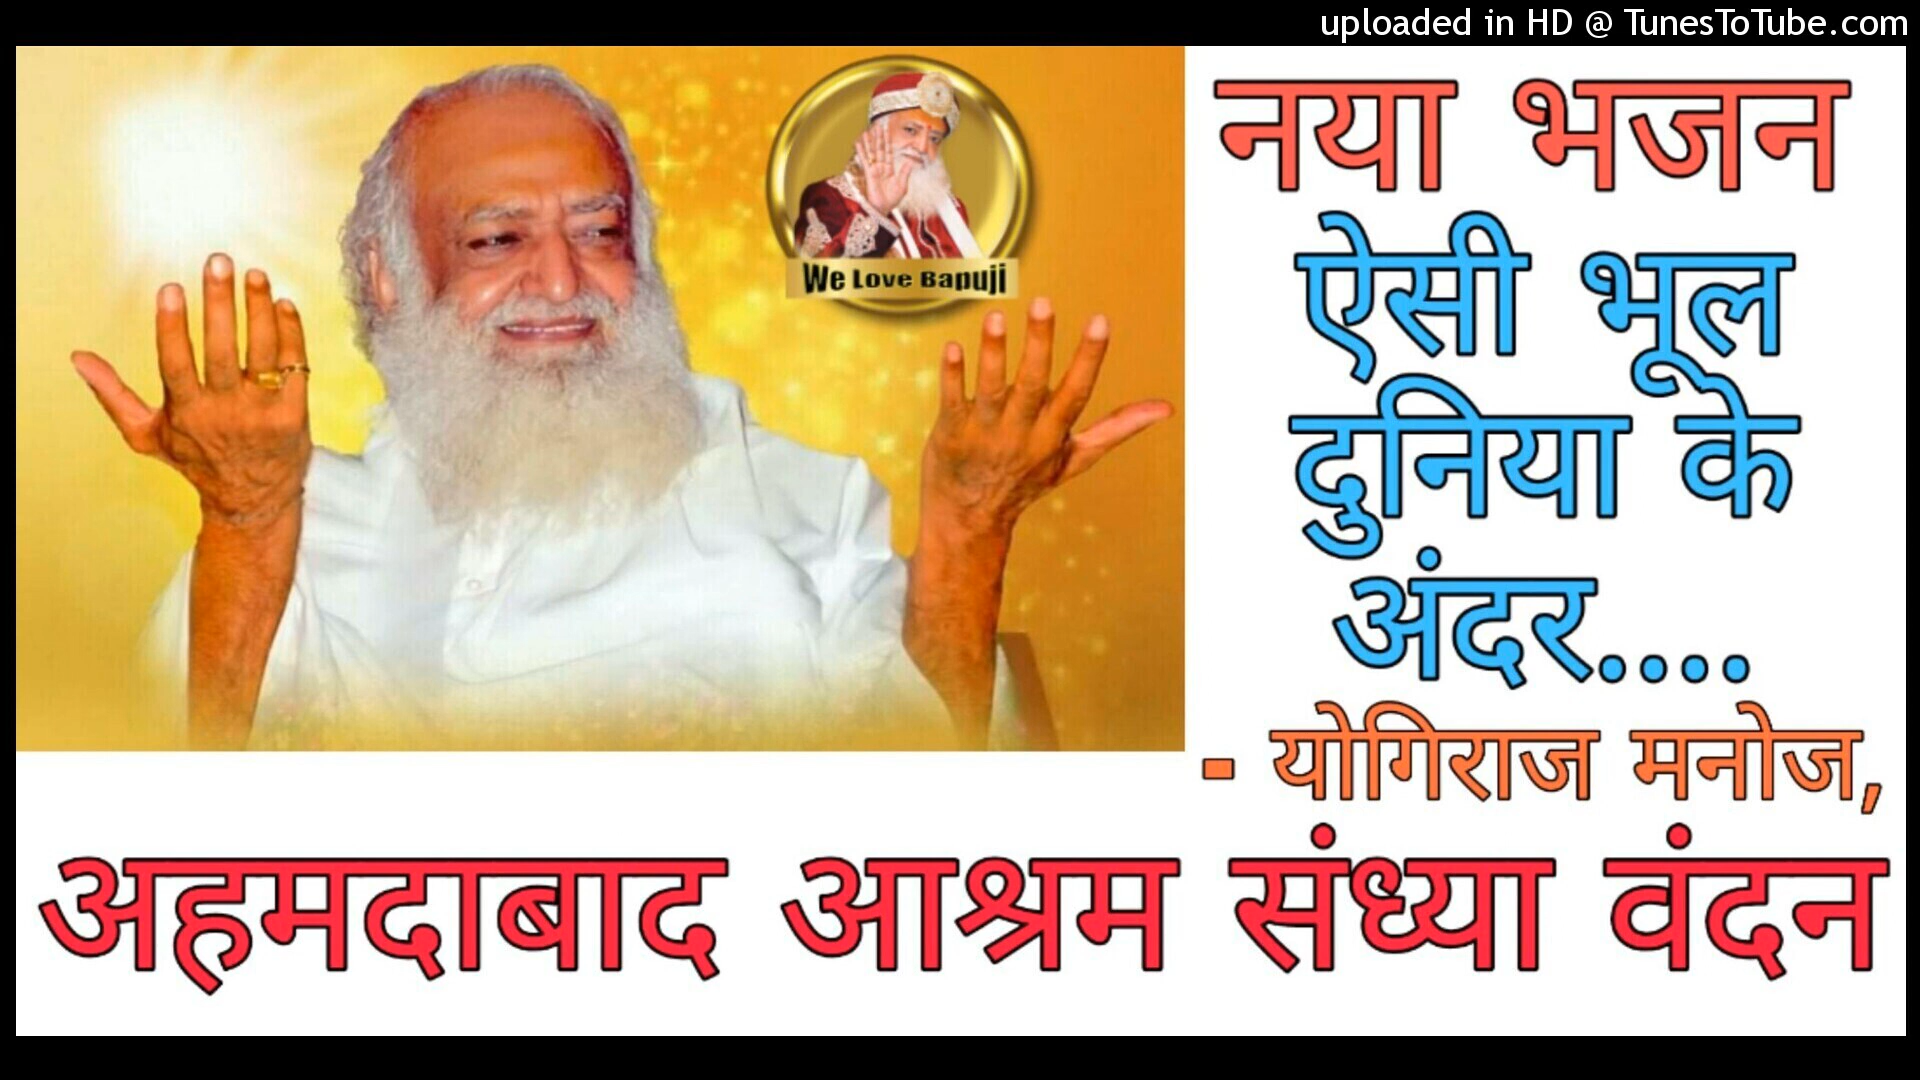 uploaded in HD @ TunesToTube.com
We Love Bapuji
नया भजन
ऐसी भूल
दुनिया के
अंदर....
- योगिराज मनोज,
अहमदाबाद आश्रम संध्या वंदन